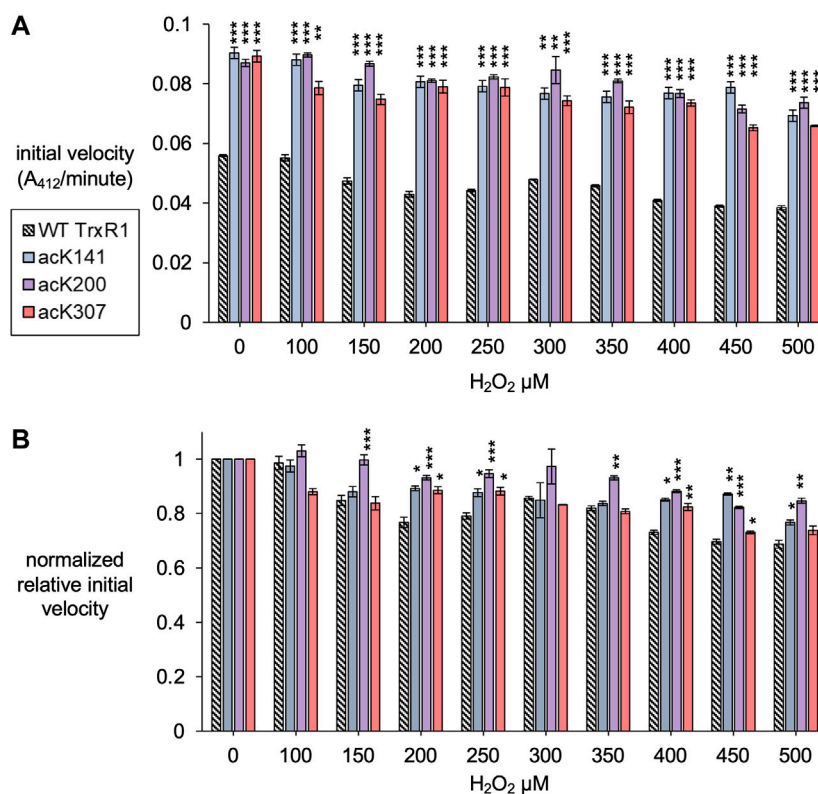 A
*** *** *** *** *** ** *** *** *** *** *** *** *** *** *** ** ** *** *** *** *** *** *** *** *** *** *** *** *** ***
0.1
0.08
0.06
0.04
0.02
0
initial velocity
(A₄₁₂/minute)
WT TrxR1
acK141
acK200
acK307
0 100 150 200 250 300 350 400 450 500
H₂O₂ µM
B
*** * *** * * *** * ** * *** ** ** *** * * **
1
0.8
0.6
0.4
0.2
0
normalized
relative initial
velocity
0 100 150 200 250 300 350 400 450 500
H₂O₂ µM